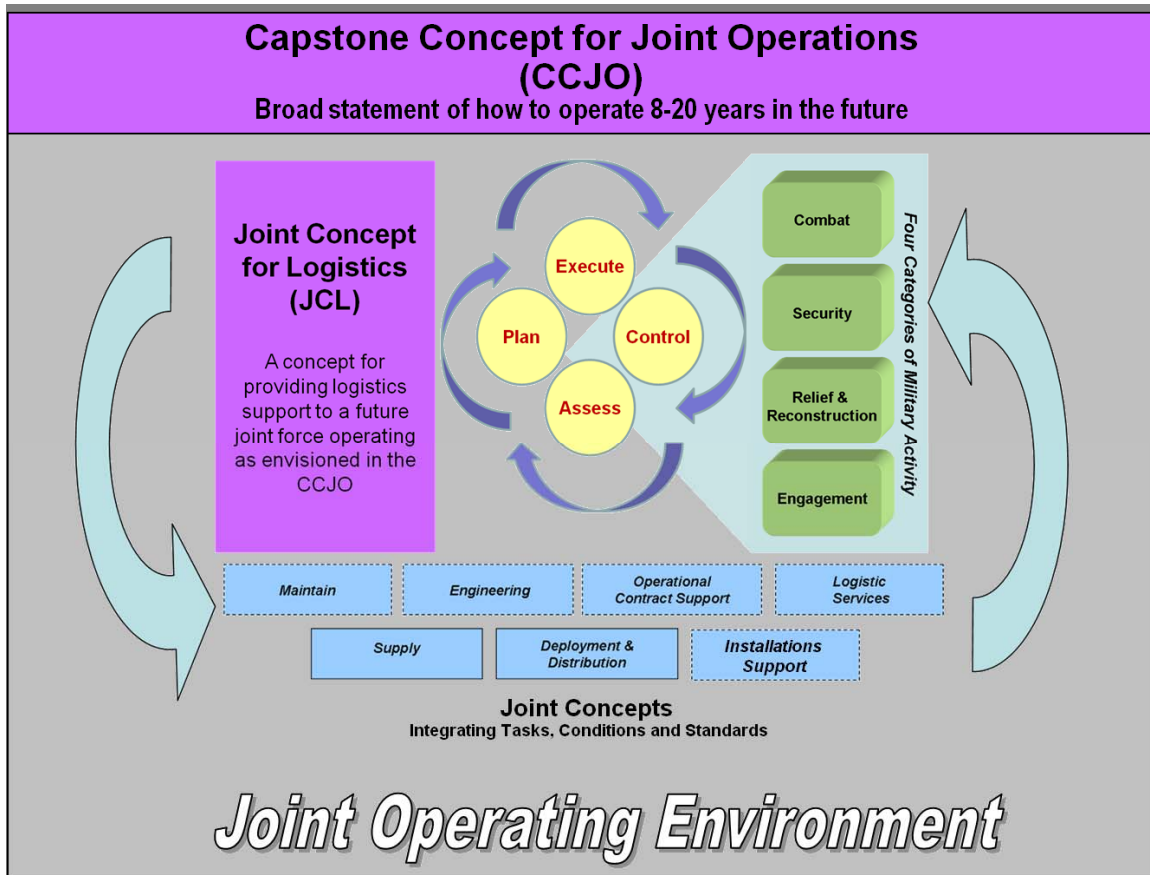 Capstone Concept for Joint Operations
(CCJO)
Broad statement of how to operate 8-20 years in the future
Joint Concept
for Logistics
(JCL)
A concept for
providing logistics
support to a future
joint force operating
as envisioned in the
CCJO
Execute
Plan
Control
Assess
Combat
Security
Relief &
Reconstruction
Engagement
Four Categories of Military Activity
Maintain
Engineering
Operational
Contract Support
Logistic
Services
Supply
Deployment &
Distribution
Installations
Support
Joint Concepts
Integrating Tasks, Conditions and Standards
Joint Operating Environment